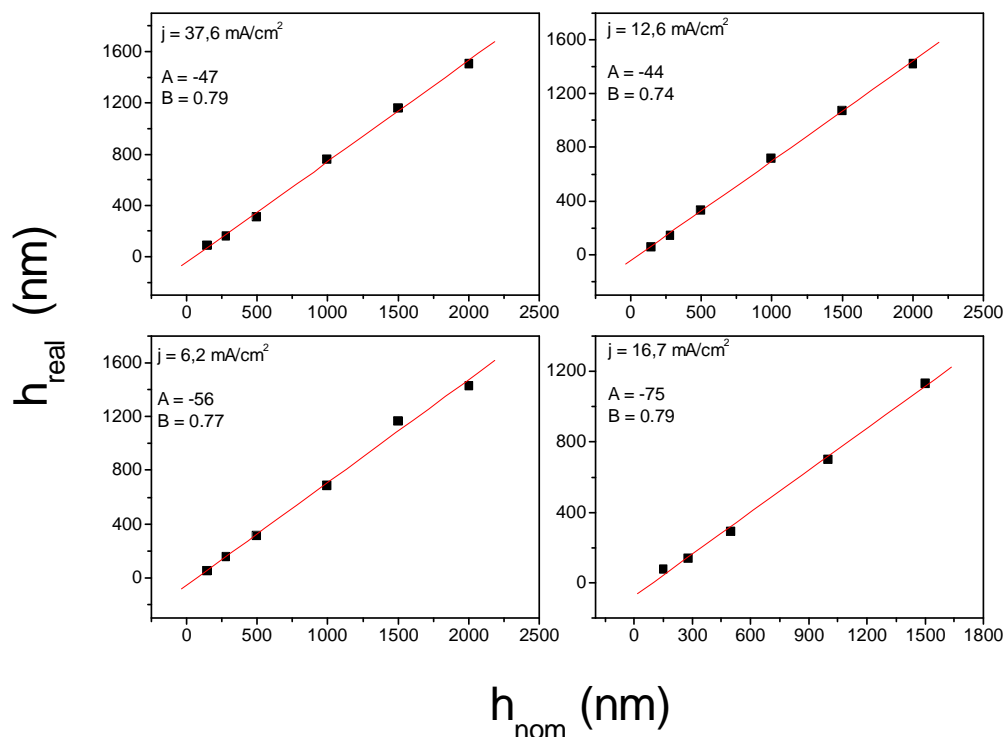 j = 37,6 mA/cm²
A = -47
B = 0.79
1600
1200
800
400
0
0 500 1000 1500 2000 2500
j = 12,6 mA/cm²
A = -44
B = 0.74
1600
1200
800
400
0
0 500 1000 1500 2000 2500
j = 6,2 mA/cm²
A = -56
B = 0.77
1600
1200
800
400
0
0 500 1000 1500 2000 2500
j = 16,7 mA/cm²
A = -75
B = 0.79
1200
800
400
0
0 300 600 900 1200 1500 1800
h_real (nm)
h_nom (nm)